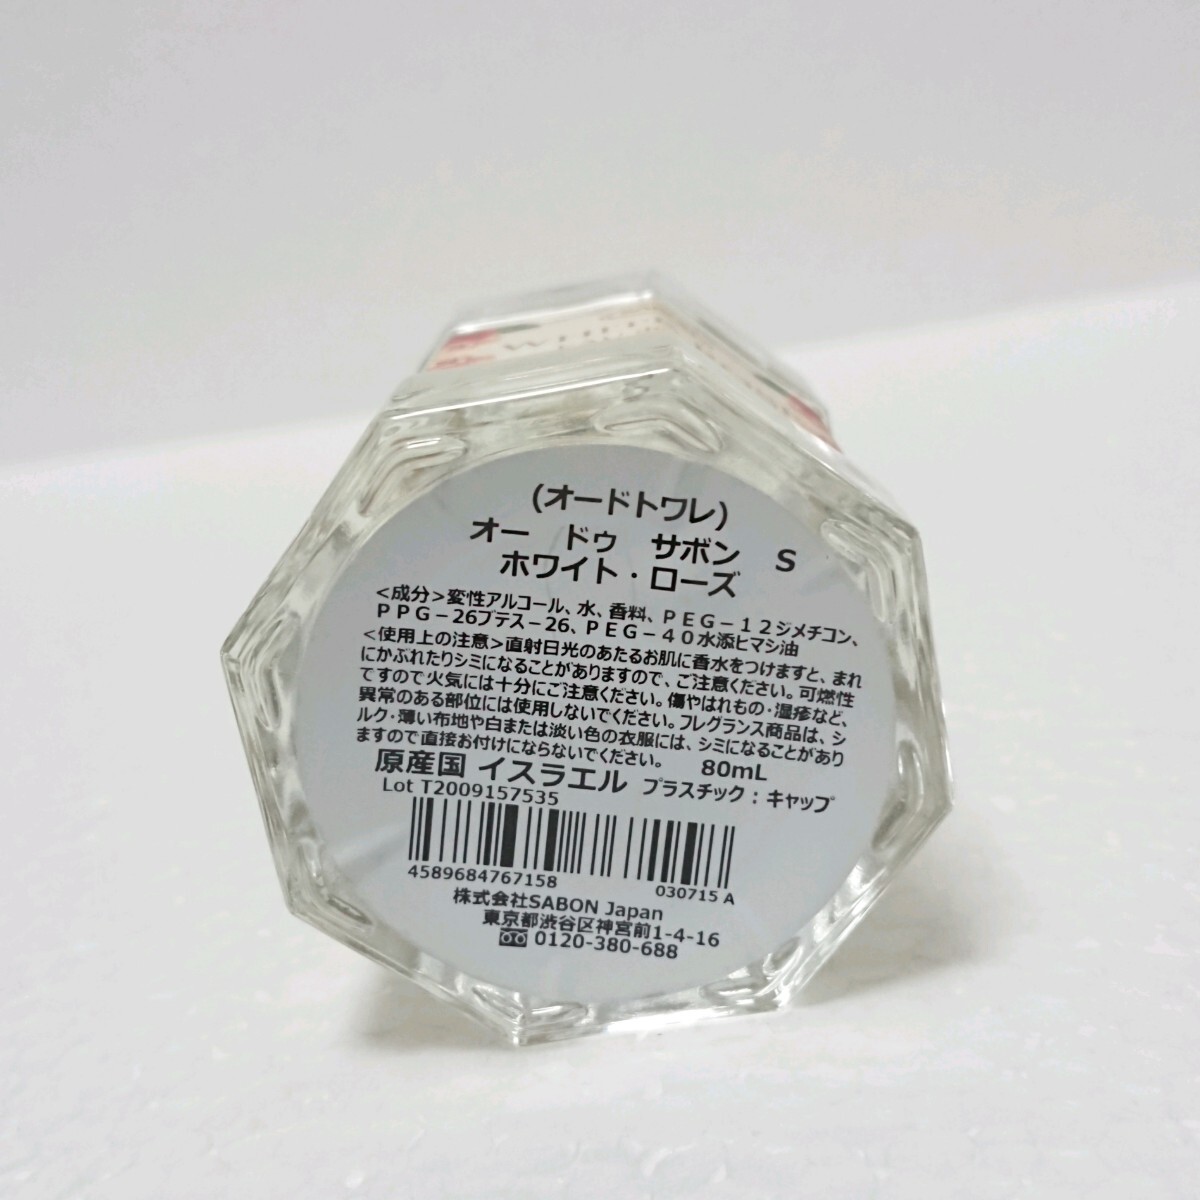 (オードトワレ)
オー ドゥ サボン S
ホワイト・ローズ
<成分>変性アルコール、水、香料、PEG-12ジメチコン、
PPG-26ブテス-26、PEG-40水添ヒマシ油
<使用上の注意>直射日光のあたるお肌に香水をつけますと、まれ
にかぶれたりシミになることがありますので、ご注意ください。可燃性
ですので火気には十分にご注意ください。傷やはれもの・湿疹など、
異常のある部位には使用しないでください。フレグランス商品は、シ
ルク・薄い布地や白または淡い色の衣服には、シミになることがあり
ますので直接お付けにならないでください。 80mL
原産国 イスラエル プラスチック:キャップ
Lot T2009157535
4589684767158 030715 A
株式会社SABON Japan
東京都渋谷区神宮前1-4-16
0120-380-688